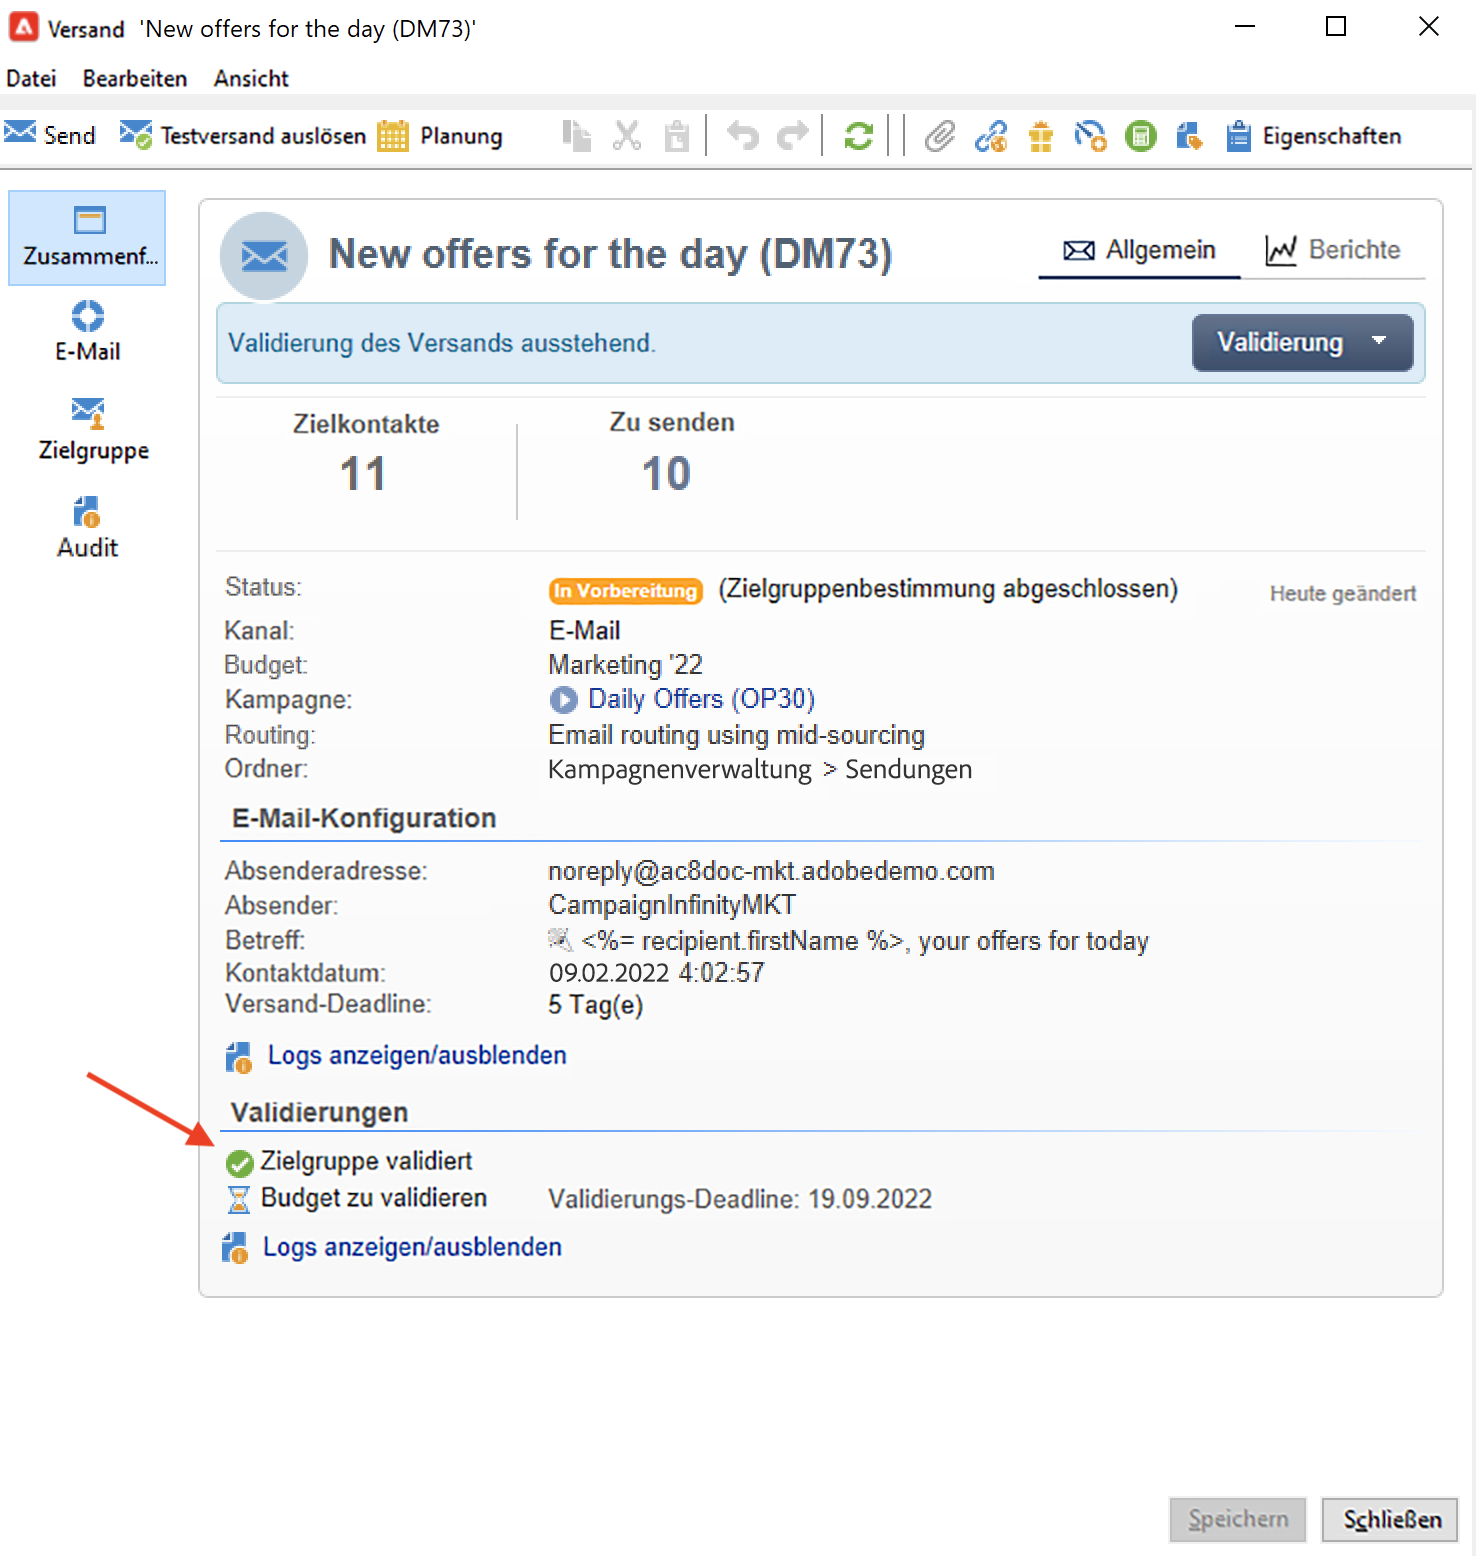 Versand 'New offers for the day (DM73)'
Datei Bearbeiten Ansicht
Send Testversand auslösen Planung Eigenschaften
Zusammenf...
E-Mail
Zielgruppe
Audit
New offers for the day (DM73) Allgemein Berichte
Validierung des Versands ausstehend. Validierung
Zielkontakte Zu senden
11 10
Status: In Vorbereitung (Zielgruppenbestimmung abgeschlossen) Heute geändert
Kanal: E-Mail
Budget: Marketing '22
Kampagne: Daily Offers (OP30)
Routing: Email routing using mid-sourcing
Ordner: Kampagnenverwaltung > Sendungen
E-Mail-Konfiguration
Absenderadresse: noreply@ac8doc-mkt.adobedemo.com
Absender: CampaignInfinityMKT
Betreff: <%= recipient.firstName %>, your offers for today
Kontaktdatum: 09.02.2022 4:02:57
Versand-Deadline: 5 Tag(e)
Logs anzeigen/ausblenden
Validierungen
Zielgruppe validiert
Budget zu validieren Validierungs-Deadline: 19.09.2022
Logs anzeigen/ausblenden
Speichern Schließen